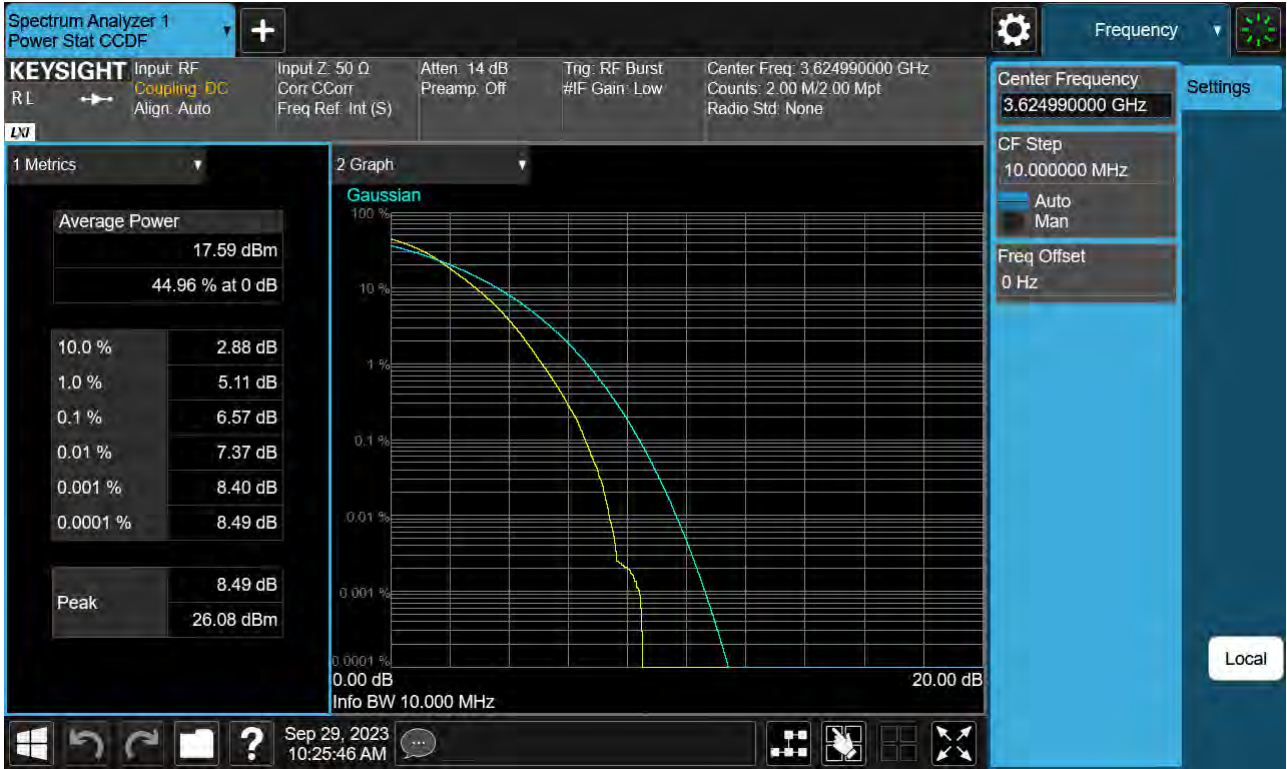 Spectrum Analyzer 1
Power Stat CCDF
+
Frequency
KEYSIGHT
R L
LXI
Input: RF
Coupling: DC
Align: Auto
Input Z: 50 Ω
Corr CCorr
Freq Ref: Int (S)
Atten: 14 dB
Preamp: Off
Trig: RF Burst
#IF Gain: Low
Center Freq: 3.624990000 GHz
Counts: 2.00 M/2.00 Mpt
Radio Std: None
Center Frequency
3.624990000 GHz
Settings
CF Step
10.000000 MHz
Auto
Man
Freq Offset
0 Hz
1 Metrics
Average Power
17.59 dBm
44.96 % at 0 dB
10.0 % 2.88 dB
1.0 % 5.11 dB
0.1 % 6.57 dB
0.01 % 7.37 dB
0.001 % 8.40 dB
0.0001 % 8.49 dB
Peak
8.49 dB
26.08 dBm
2 Graph
Gaussian
100 %
10 %
1 %
0.1 %
0.01 %
0.001 %
0.0001 %
0.00 dB 20.00 dB
Info BW 10.000 MHz
Local
?
Sep 29, 2023
10:25:46 AM